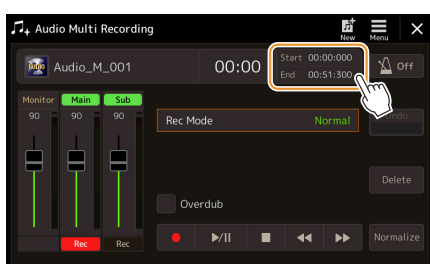 Audio Multi Recording
New
Menu
Audio
Audio_M_001
00:00
Start 00:00:000
End 00:51:300
Off
Monitor Main Sub
90 90 90
Rec Mode Normal
Undo
Delete
Overdub
Rec Rec
Normalize